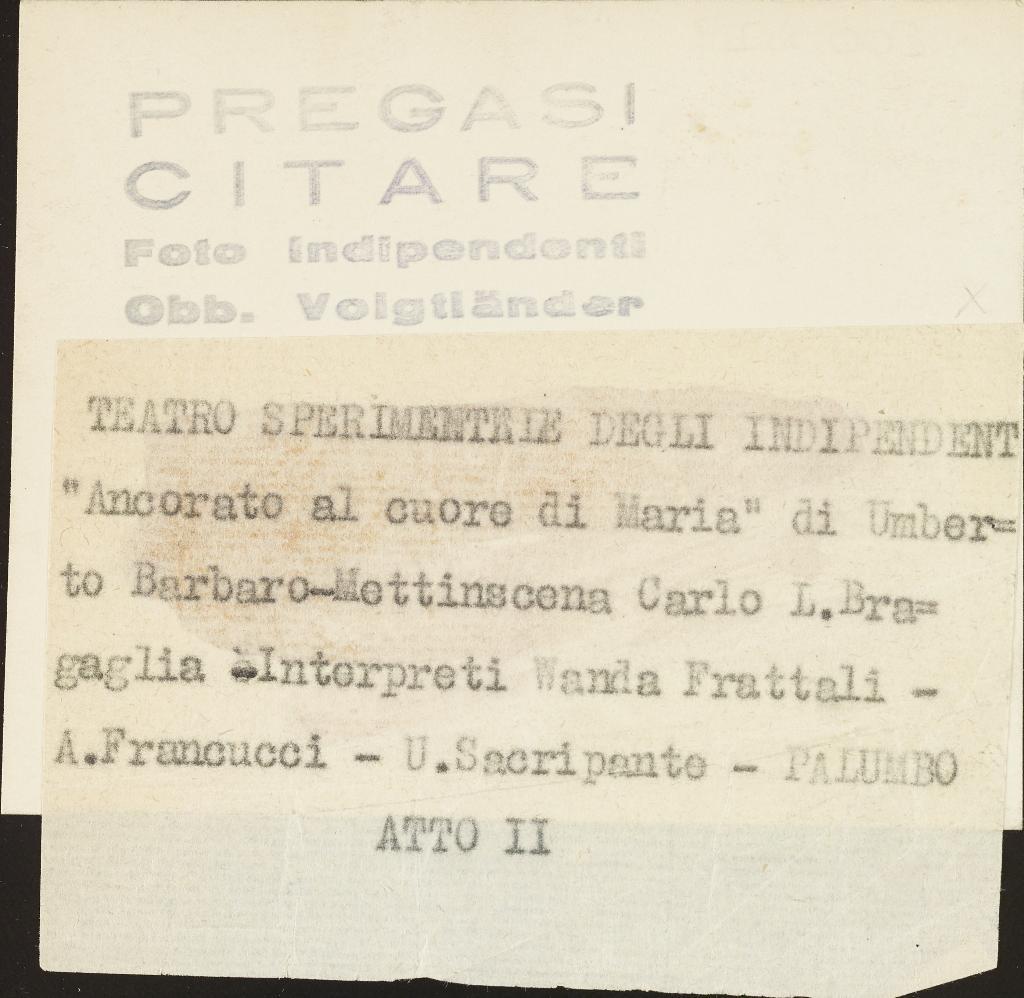 PREGASI
CITARE
Foto Indipendenti
Obb. Voigtländer
TEATRO SPERIMENTKIE DEGLI INDIPENDENT
"Ancorato al cuore di Maria" di Umber=
to Barbaro-Mettinscena Carlo L.Bra=
gaglia -Interpreti Wanda Frattali -
A.Francucci - U.Sacripante - PALUMBO
ATTO II